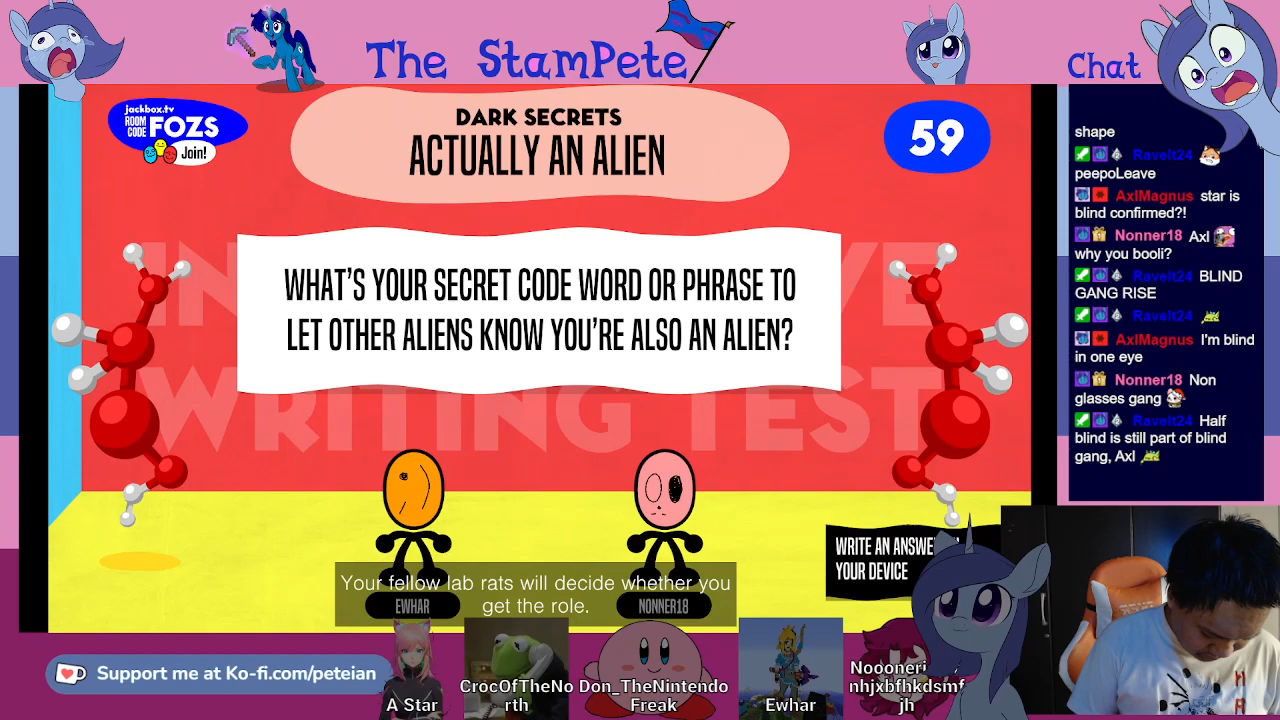 The StamPete
Chat
jackbox.tv
ROOM
CODE
FOZS
Join!
DARK SECRETS
ACTUALLY AN ALIEN
59
WHAT'S YOUR SECRET CODE WORD OR PHRASE TO
LET OTHER ALIENS KNOW YOU'RE ALSO AN ALIEN?
WRITING TEST
WRITE AN ANSWER
YOUR DEVICE
Your fellow lab rats will decide whether you
get the role.
EWHAR
NONNER18
shape
Ravelt24
peepoLeave
AxlMagnus star is
blind confirmed?!
Nonner18 Axl
why you booli?
Ravelt24 BLIND
GANG RISE
Ravelt24
AxlMagnus I'm blind
in one eye
Nonner18 Non
glasses gang
Ravelt24 Half
blind is still part of blind
gang, Axl
Support me at Ko-fi.com/peteian
A Star
CrocOfTheNo
rth
Don_TheNintendo
Freak
Ewhar
Noooneri
nhjxbfhkdsmf
jh